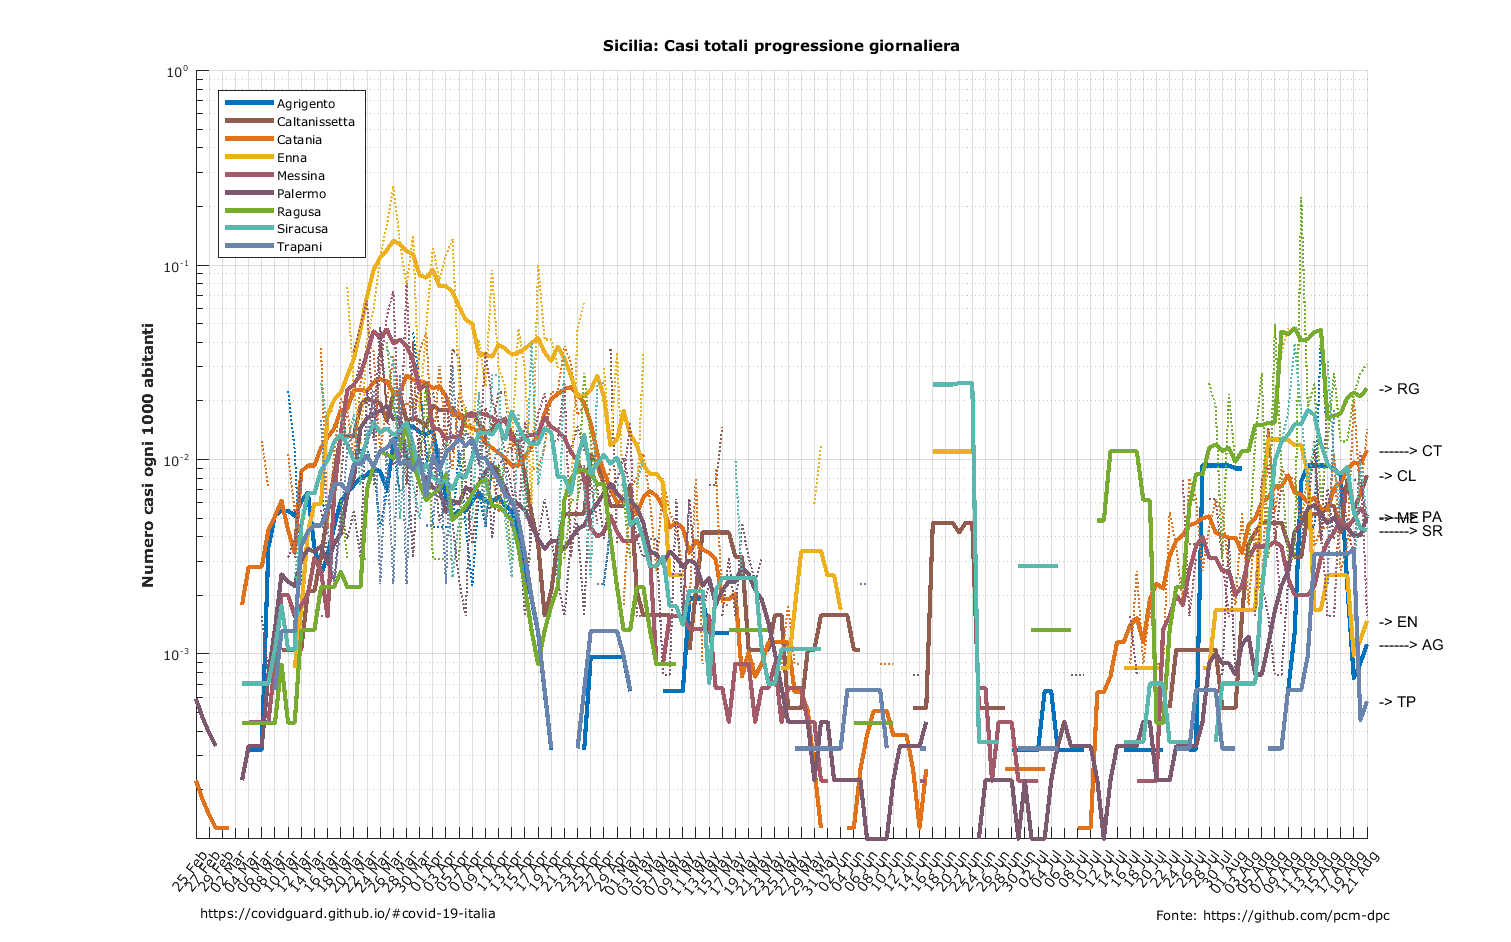 Sicilia: Casi totali progressione giornaliera
Numero casi ogni 1000 abitanti
10^0
10^-1
10^-2
10^-3
Agrigento
Caltanissetta
Catania
Enna
Messina
Palermo
Ragusa
Siracusa
Trapani
-> RG
------> CT
-> CL
------> PA
------> SR
-> EN
------> AG
-> TP
25 Feb
27 Feb
29 Feb
02 Mar
04 Mar
06 Mar
08 Mar
10 Mar
12 Mar
14 Mar
16 Mar
18 Mar
20 Mar
22 Mar
24 Mar
26 Mar
28 Mar
30 Mar
01 Apr
03 Apr
05 Apr
07 Apr
09 Apr
11 Apr
13 Apr
15 Apr
17 Apr
19 Apr
21 Apr
23 Apr
25 Apr
27 Apr
29 Apr
01 May
03 May
05 May
07 May
09 May
11 May
13 May
15 May
17 May
19 May
21 May
23 May
25 May
27 May
29 May
31 May
02 Jun
04 Jun
06 Jun
08 Jun
10 Jun
12 Jun
14 Jun
16 Jun
18 Jun
20 Jun
22 Jun
24 Jun
26 Jun
28 Jun
30 Jun
02 Jul
04 Jul
06 Jul
08 Jul
10 Jul
12 Jul
14 Jul
16 Jul
18 Jul
20 Jul
22 Jul
24 Jul
26 Jul
28 Jul
30 Jul
01 Aug
03 Aug
05 Aug
07 Aug
09 Aug
11 Aug
13 Aug
15 Aug
17 Aug
19 Aug
21 Aug
https://covidguard.github.io/#covid-19-italia
Fonte: https://github.com/pcm-dpc